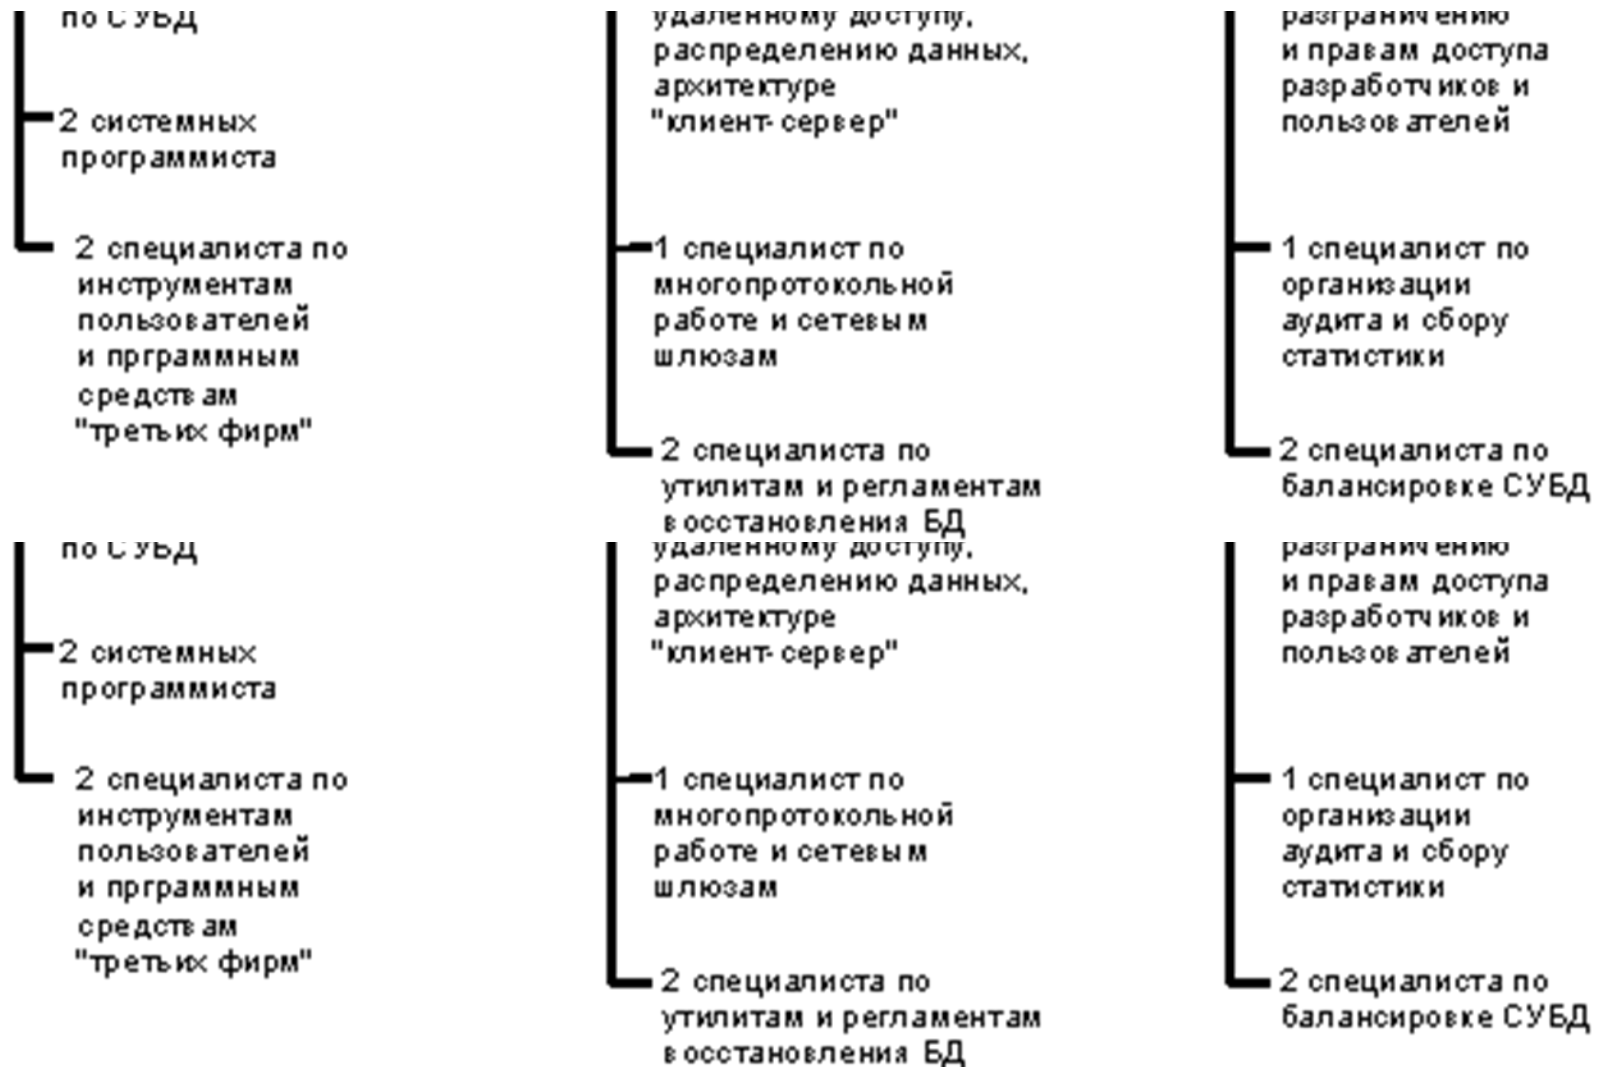 по СУБД
2 системных
программиста
2 специалиста по
инструментам
пользователей
и прграммным
средствам
"третьих фирм"
удаленному доступу,
распределению данных,
архитектуре
"клиент-сервер"
1 специалист по
многопротокольной
работе и сетевым
шлюзам
2 специалиста по
утилитам и регламентам
восстановления БД
разграничению
и правам доступа
разработчиков и
пользователей
1 специалист по
организации
аудита и сбору
статистики
2 специалиста по
балансировке СУБД
по СУБД
2 системных
программиста
2 специалиста по
инструментам
пользователей
и прграммным
средствам
"третьих фирм"
удаленному доступу,
распределению данных,
архитектуре
"клиент-сервер"
1 специалист по
многопротокольной
работе и сетевым
шлюзам
2 специалиста по
утилитам и регламентам
восстановления БД
разграничению
и правам доступа
разработчиков и
пользователей
1 специалист по
организации
аудита и сбору
статистики
2 специалиста по
балансировке СУБД